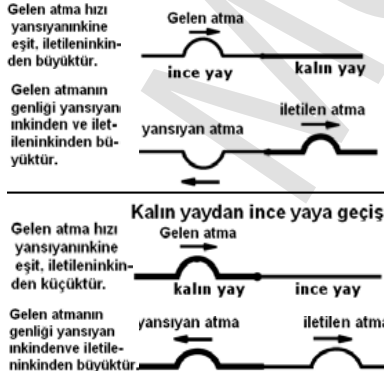 Gelen atma hızı
yansıyanınkine
eşit, iletileninkin-
den büyüktür.
Gelen atma
ince yay
kalın yay
Gelen atmanın
genliği yansıyan
ınkinden ve ilet-
ileninkinden bü-
yüktür.
yansıyan atma
iletilen atma
Kalın yaydan ince yaya geçiş
Gelen atma hızı
yansıyanınkine
eşit, iletileninkin-
den küçüktür.
Gelen atma
kalın yay
ince yay
Gelen atmanın
genliği yansıyan
ınkindenve iletile-
ninkinden büyüktür.
yansıyan atma
iletilen atma